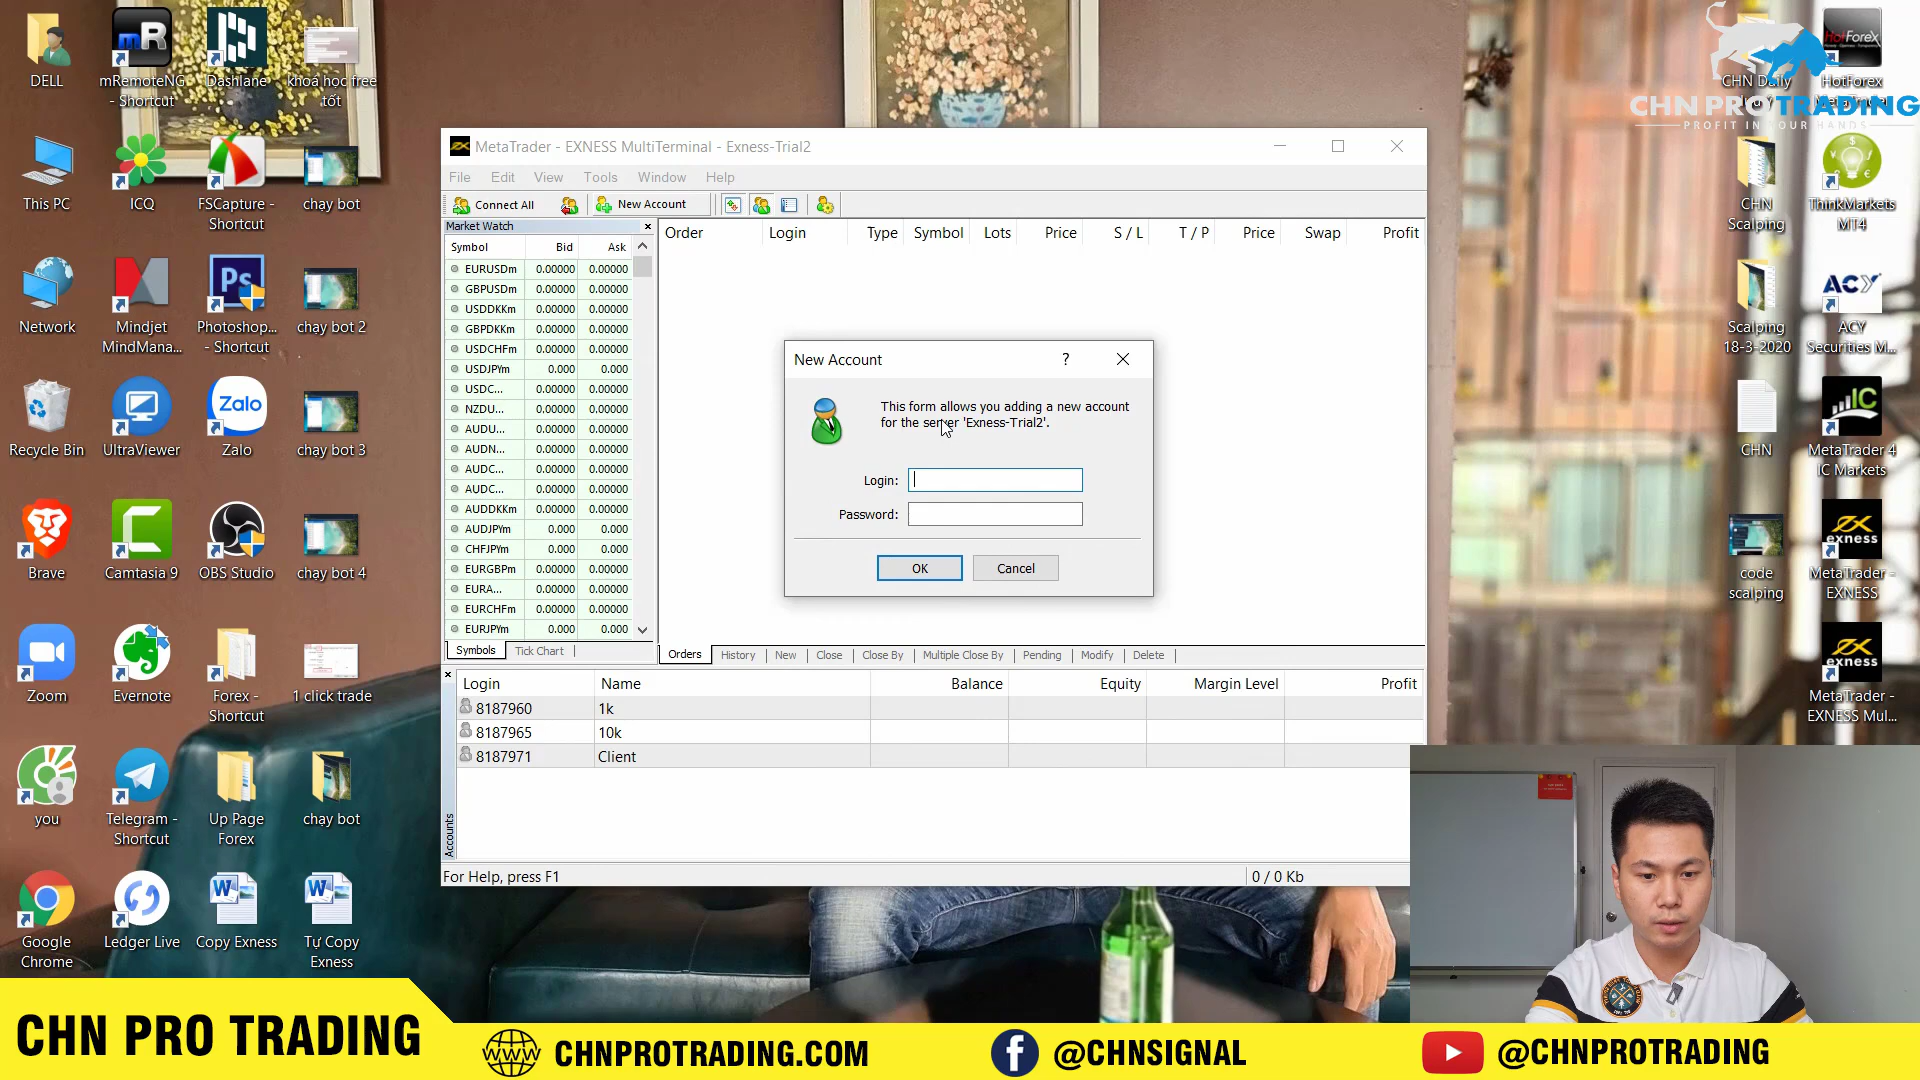 DELL
mRemoteNG
- Shortcut
Dashlane
khoá học free
tốt
This PC
ICQ
FSCapture -
Shortcut
chạy bot
Network
Mindjet
MindMana...
Photoshop...
- Shortcut
chạy bot 2
Recycle Bin
UltraViewer
Zalo
chạy bot 3
Brave
Camtasia 9
OBS Studio
chạy bot 4
Zoom
Evernote
Forex -
Shortcut
1 click trade
you
Telegram -
Shortcut
Up Page
Forex
chạy bot
Google
Chrome
Ledger Live
Copy Exness
Tự Copy
Exness
MetaTrader - EXNESS MultiTerminal - Exness-Trial2
File Edit View Tools Window Help
Connect All New Account
Market Watch
Symbol Bid Ask
EURUSDm 0.00000 0.00000
GBPUSDm 0.00000 0.00000
USDDKKm 0.00000 0.00000
GBPDKKm 0.00000 0.00000
USDCHFm 0.00000 0.00000
USDJPYm 0.000 0.000
USDC... 0.00000 0.00000
NZDU... 0.00000 0.00000
AUDU... 0.00000 0.00000
AUDN... 0.00000 0.00000
AUDC... 0.00000 0.00000
AUDC... 0.00000 0.00000
AUDDKKm 0.00000 0.00000
AUDJPYm 0.000 0.000
CHFJPYm 0.000 0.000
EURGBPm 0.00000 0.00000
EURA... 0.00000 0.00000
EURCHFm 0.00000 0.00000
EURJPYm 0.000 0.000
Symbols Tick Chart
Order Login Type Symbol Lots Price S / L T / P Price Swap Profit
New Account
?
This form allows you adding a new account
for the server 'Exness-Trial2'.
Login:
Password:
OK Cancel
Orders History New Close Close By Multiple Close By Pending Modify Delete
Login Name Balance Equity Margin Level Profit
8187960 1k
8187965 10k
8187971 Client
Accounts
For Help, press F1
0 / 0 Kb
CHN Daily
HotForex
CHN PRO TRADING
PROFIT IN YOUR HANDS
CHN
Scalping
ThinkMarkets
MT4
Scalping
18-3-2020
ACY
ACY
Securities M...
CHN
IC
MetaTrader 4
IC Markets
code
scalping
exness
MetaTrader -
EXNESS
exness
MetaTrader -
EXNESS Mul...
CHN PRO TRADING
WWW CHNPROTRADING.COM
@CHNSIGNAL
@CHNPROTRADING